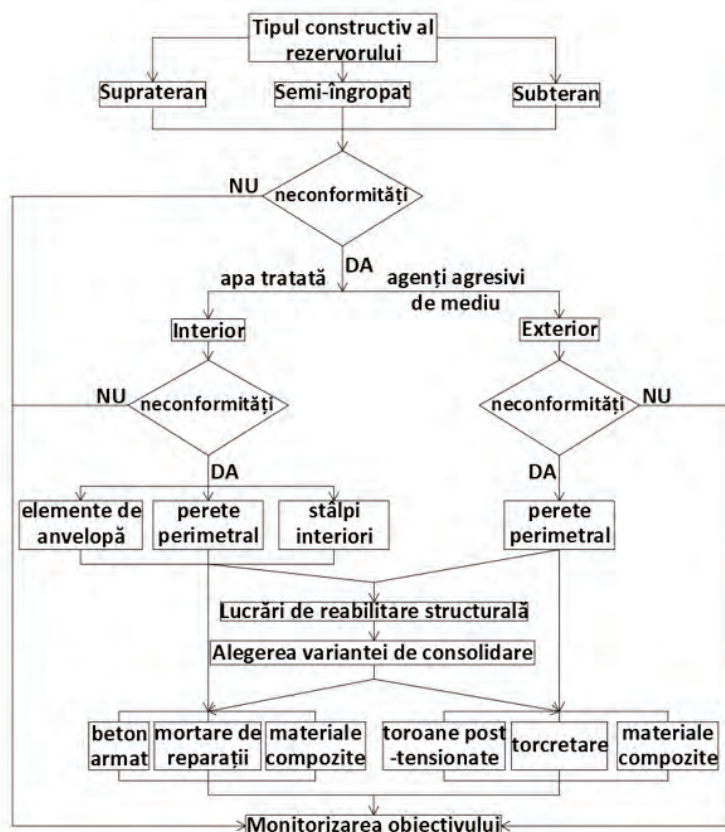 Tipul constructiv al
rezervorului
Suprateran
Semi-îngropat
Subteran
NU
neconformități
DA
apa tratată
agenți agresivi
de mediu
Interior
Exterior
NU
neconformități
neconformități
NU
DA
DA
elemente de
anvelopă
perete
perimetral
stâlpi
interiori
perete
perimetral
Lucrări de reabilitare structurală
Alegerea variantei de consolidare
beton
armat
mortare de
reparații
materiale
compozite
toroane post
-tensionate
torcretare
materiale
compozite
Monitorizarea obiectivului